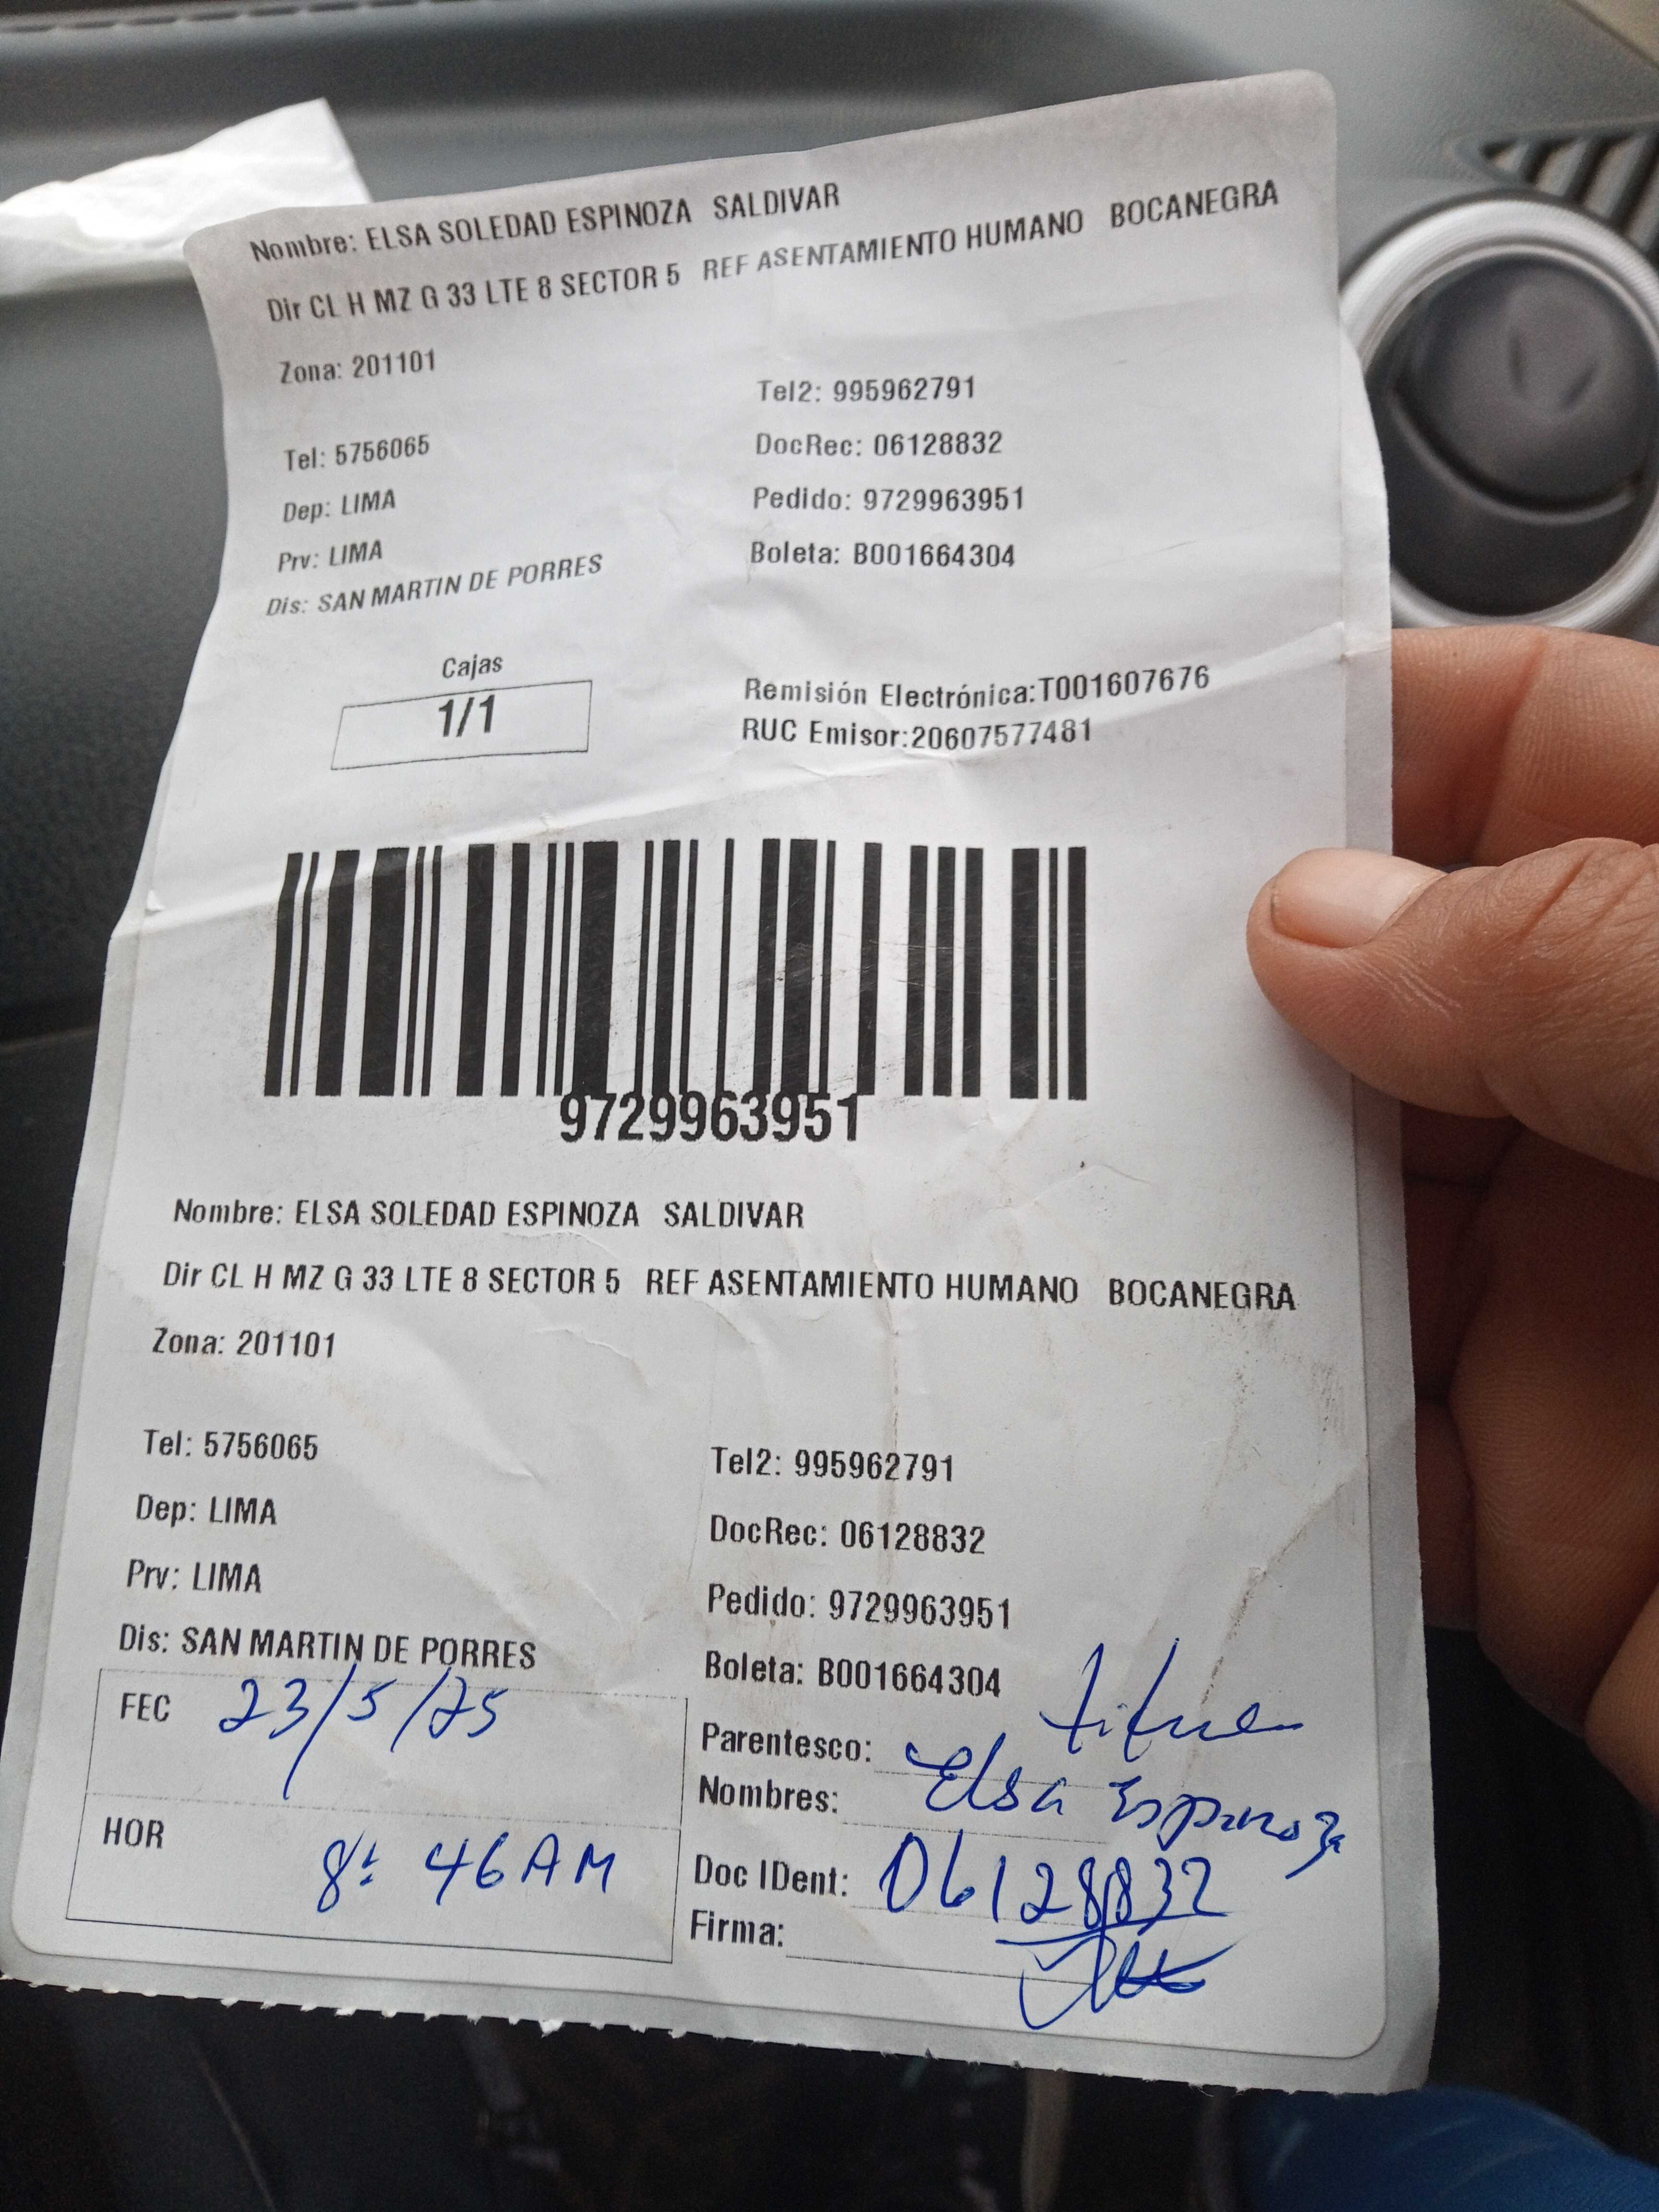 Nombre: ELSA SOLEDAD ESPINOZA SALDIVAR
Dir CL H MZ G 33 LTE 8 SECTOR 5 REF ASENTAMIENTO HUMANO BOCANEGRA
Zona: 201101
Tel: 5756065 Tel2: 995962791
Dep: LIMA DocRec: 06128832
Prv: LIMA Pedido: 9729963951
Dis: SAN MARTIN DE PORRES Boleta: B001664304
Cajas
1/1
Remisión Electrónica:T001607676
RUC Emisor:20607577481
9729963951
Nombre: ELSA SOLEDAD ESPINOZA SALDIVAR
Dir CL H MZ G 33 LTE 8 SECTOR 5 REF ASENTAMIENTO HUMANO BOCANEGRA
Zona: 201101
Tel: 5756065 Tel2: 995962791
Dep: LIMA DocRec: 06128832
Prv: LIMA Pedido: 9729963951
Dis: SAN MARTIN DE PORRES Boleta: B001664304
FEC 23/5/25
HOR 8: 46 AM
Parentesco:
Nombres: Elsa Espinoza
Doc IDent: 06128832
Firma: